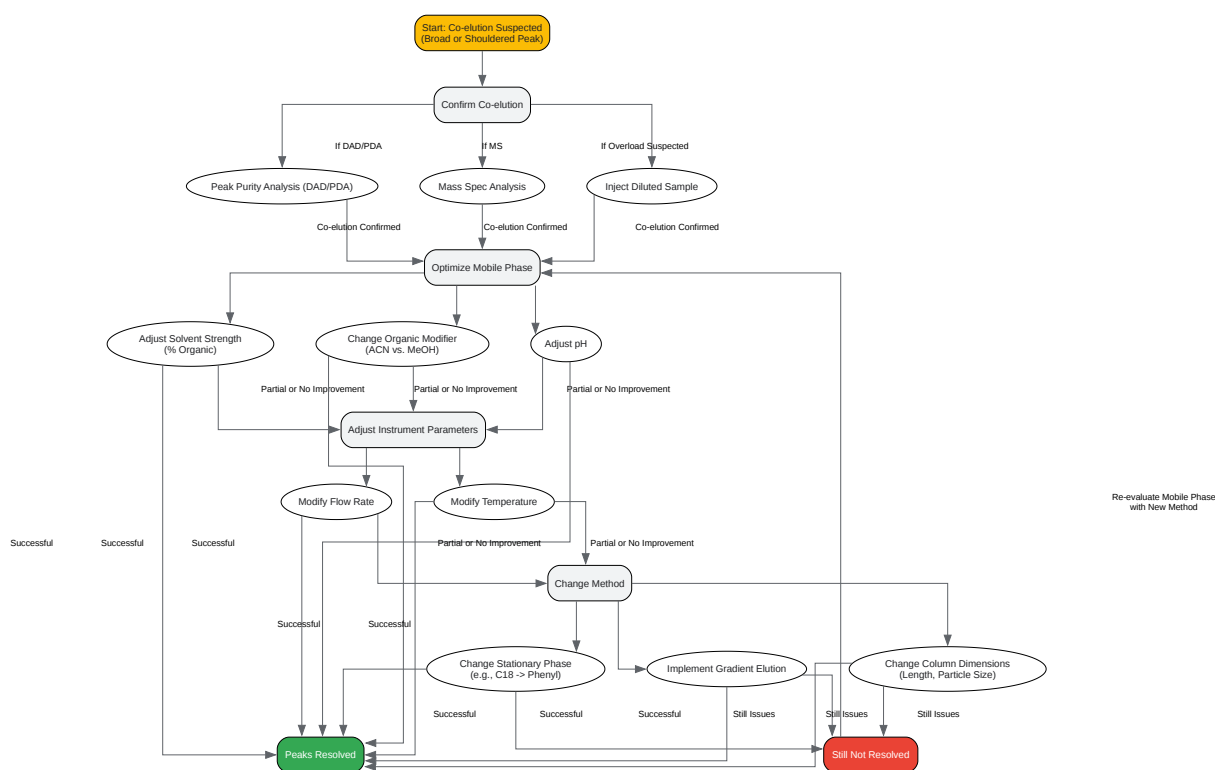 Start: Co-elution Suspected
(Broad or Shouldered Peak)
Confirm Co-elution
If DAD/PDA
If MS
If Overload Suspected
Peak Purity Analysis (DAD/PDA)
Mass Spec Analysis
Inject Diluted Sample
Co-elution Confirmed
Co-elution Confirmed
Co-elution Confirmed
Optimize Mobile Phase
Adjust Solvent Strength
(% Organic)
Change Organic Modifier
(ACN vs. MeOH)
Adjust pH
Partial or No Improvement
Partial or No Improvement
Partial or No Improvement
Adjust Instrument Parameters
Modify Flow Rate
Modify Temperature
Re-evaluate Mobile Phase
with New Method
Successful
Successful
Successful
Partial or No Improvement
Partial or No Improvement
Change Method
Successful
Successful
Change Stationary Phase
(e.g., C18 -> Phenyl)
Implement Gradient Elution
Change Column Dimensions
(Length, Particle Size)
Successful
Successful
Successful
Still Issues
Still Issues
Still Issues
Peaks Resolved
Still Not Resolved